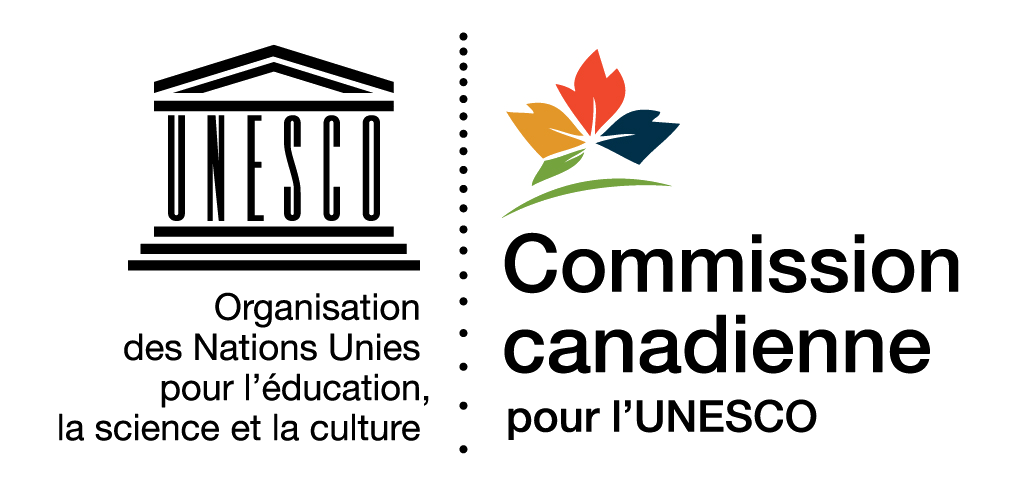 UNESCO
Organisation
des Nations Unies
pour l’éducation,
la science et la culture
Commission
canadienne
pour l’UNESCO